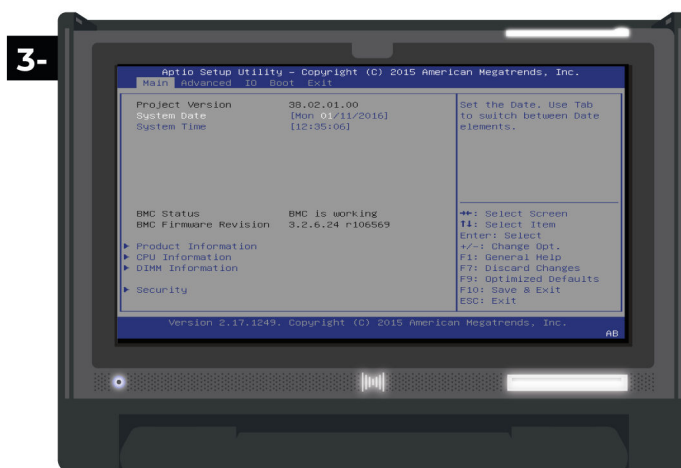 3-
Aptio Setup Utility – Copyright (C) 2015 American Megatrends, Inc.
Main Advanced IO Boot Exit
Project Version 38.02.01.00
System Date [Mon 01/11/2016]
System Time [12:35:06]
Set the Date. Use Tab
to switch between Date
elements.
BMC Status BMC is working
BMC Firmware Revision 3.2.6.24 r106569
Product Information
CPU Information
DIMM Information
Security
→←: Select Screen
↑↓: Select Item
Enter: Select
+/-: Change Opt.
F1: General Help
F7: Discard Changes
F9: Optimized Defaults
F10: Save & Exit
ESC: Exit
Version 2.17.1249. Copyright (C) 2015 American Megatrends, Inc.
AB